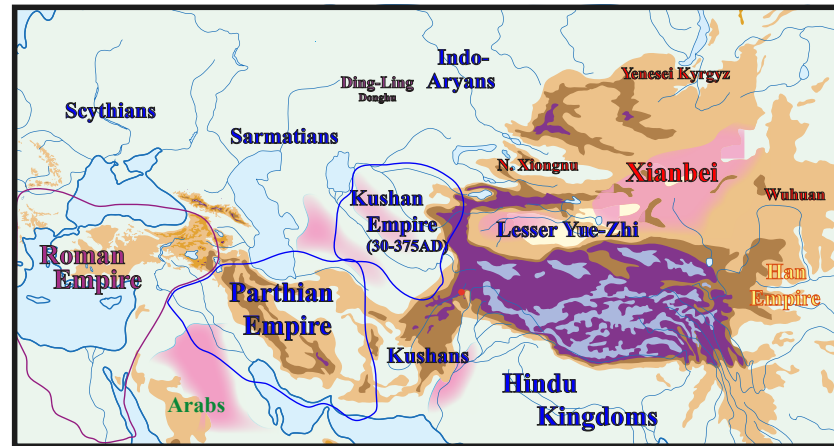 Indo-
Aryans
Ding-Ling
Donghu
Yenesei Kyrgyz
Scythians
Sarmatians
N. Xiongnu
Xianbei
Wuhuan
Kushan
Empire
(30-375AD)
Lesser Yue-Zhi
Roman
Empire
Han
Empire
Parthian
Empire
Kushans
Hindu
Kingdoms
Arabs